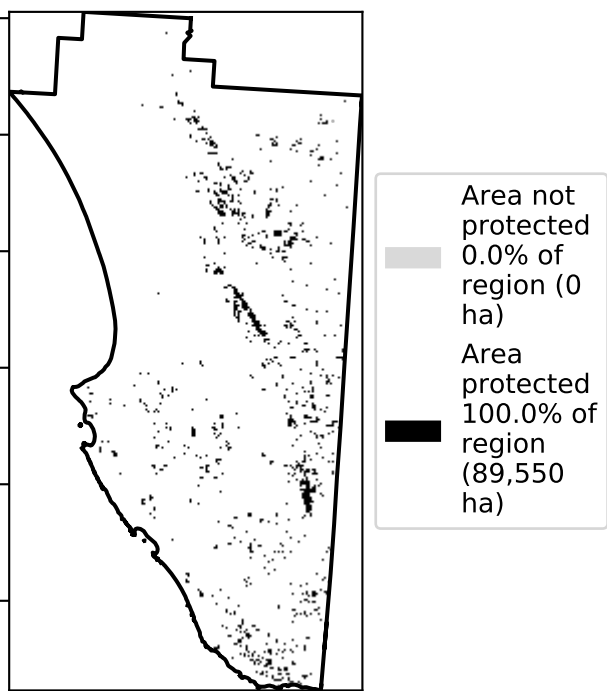 Area not
protected
0.0% of
region (0
ha)
Area
protected
100.0% of
region
(89,550
ha)